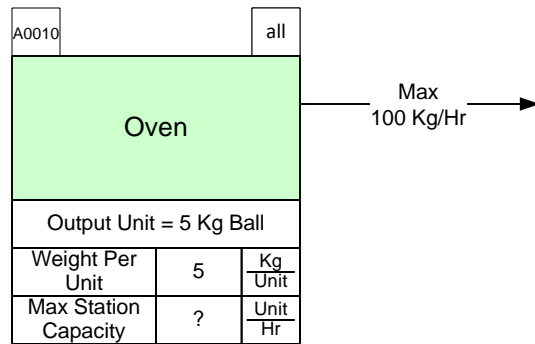 A0010
all
Oven
Max
100 Kg/Hr
Output Unit = 5 Kg Ball
Weight Per
Unit
5
Kg
Unit
Max Station
Capacity
?
Unit
Hr